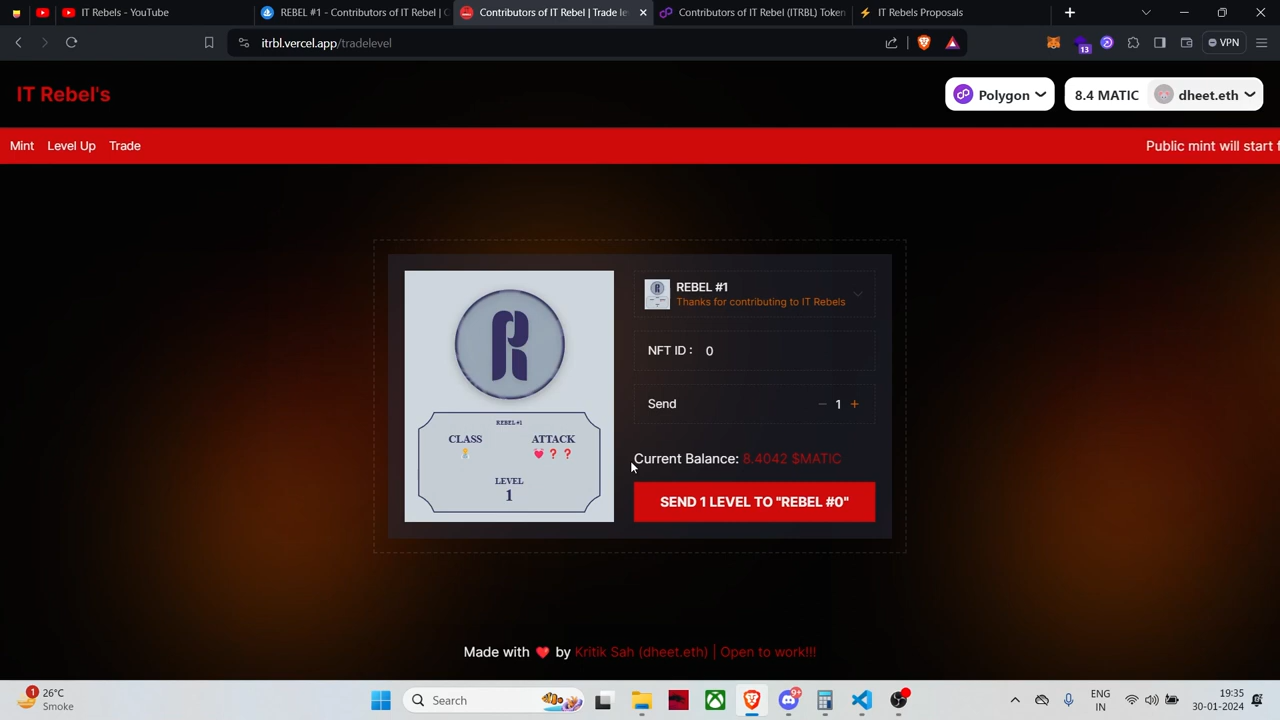 IT Rebels - YouTube
REBEL #1 - Contributors of IT Rebel | C
Contributors of IT Rebel | Trade le
Contributors of IT Rebel (ITRBL) Token
IT Rebels Proposals
itrbl.vercel.app/tradelevel
13
VPN
IT Rebel's
Polygon
8.4 MATIC
dheet.eth
Mint Level Up Trade
Public mint will start f
R
REBEL #1
CLASS ATTACK
LEVEL
1
R
REBEL #1
Thanks for contributing to IT Rebels
NFT ID : 0
Send − 1 +
Current Balance: 8.4042 $MATIC
SEND 1 LEVEL TO "REBEL #0"
Made with ❤️ by Kritik Sah (dheet.eth) | Open to work!!!
1
26°C
Smoke
Search
9+
ENG
IN
19:35
30-01-2024